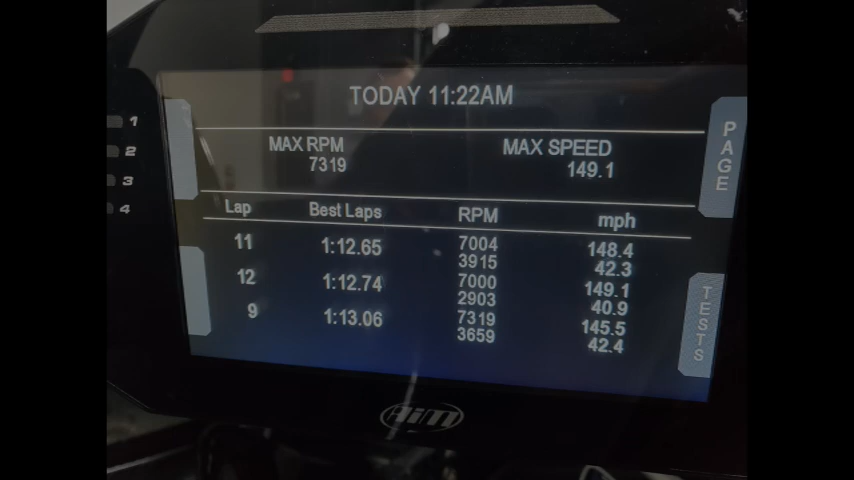 TODAY 11:22AM
MAX RPM MAX SPEED
7319 149.1
Lap Best Laps RPM mph
11 1:12.65 7004 148.4
3915 42.3
12 1:12.74 7000 149.1
2903 40.9
9 1:13.06 7319 145.5
3659 42.4
PAGE
TESTS
1
2
3
4
AiM